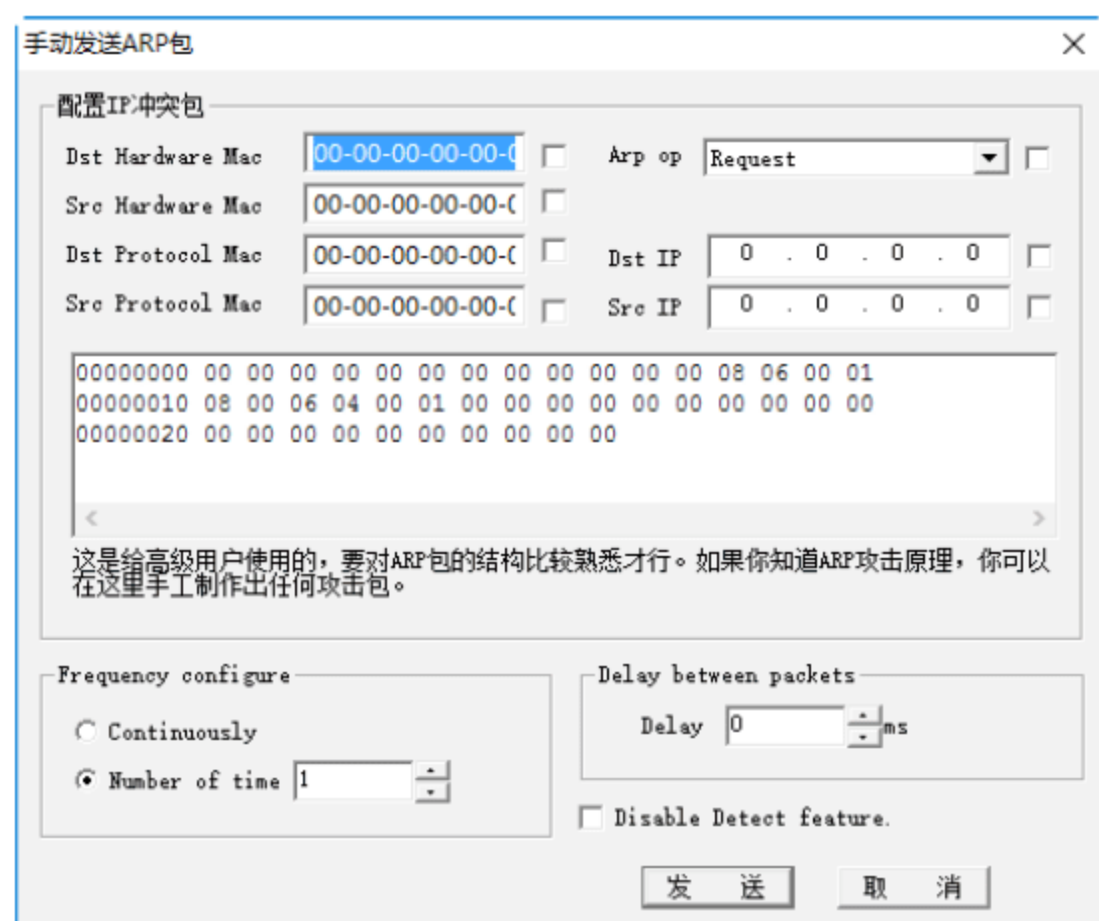 手动发送ARP包
配置IP冲突包
Dst Hardware Mac 00-00-00-00-00-0 Arp op Request
Src Hardware Mac 00-00-00-00-00-(
Dst Protocol Mac 00-00-00-00-00-( Dst IP 0 . 0 . 0 . 0
Src Protocol Mac 00-00-00-00-00-( Src IP 0 . 0 . 0 . 0
00000000 00 00 00 00 00 00 00 00 00 00 00 00 08 06 00 01
00000010 08 00 06 04 00 01 00 00 00 00 00 00 00 00 00 00
00000020 00 00 00 00 00 00 00 00 00 00
这是给高级用户使用的，要对ARP包的结构比较熟悉才行。如果你知道ARP攻击原理，你可以
在这里手工制作出任何攻击包。
Frequency configure
Continuously
Number of time 1
Delay between packets
Delay 0 ms
Disable Detect feature.
发 送 取 消